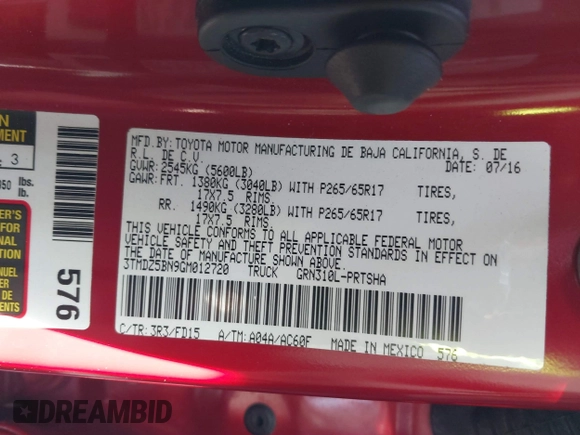 MFD.BY:TOYOTA MOTOR MANUFACTURING DE BAJA CALIFORNIA, S. DE
R.L. DE C.V. DATE: 07/16
GVWR:2545KG (5600LB)
GAWR:FRT. 1380KG (3040LB) WITH P265/65R17 TIRES,
17X7.5 RIMS,
RR. 1490KG (3280LB) WITH P265/65R17 TIRES,
17X7.5 RIMS.
THIS VEHICLE CONFORMS TO ALL APPLICABLE FEDERAL MOTOR
VEHICLE SAFETY AND THEFT PREVENTION STANDARDS IN EFFECT ON
THE DATE OF MANUFACTURE SHOWN ABOVE
3TMDZ5BN9GM012720 TRUCK GRN310L-PRTSHA
C/TR:3R3/FD15 A/TM:A04A/AC60F MADE IN MEXICO 576
: 3
lbs.
lb.
576
DREAMBID